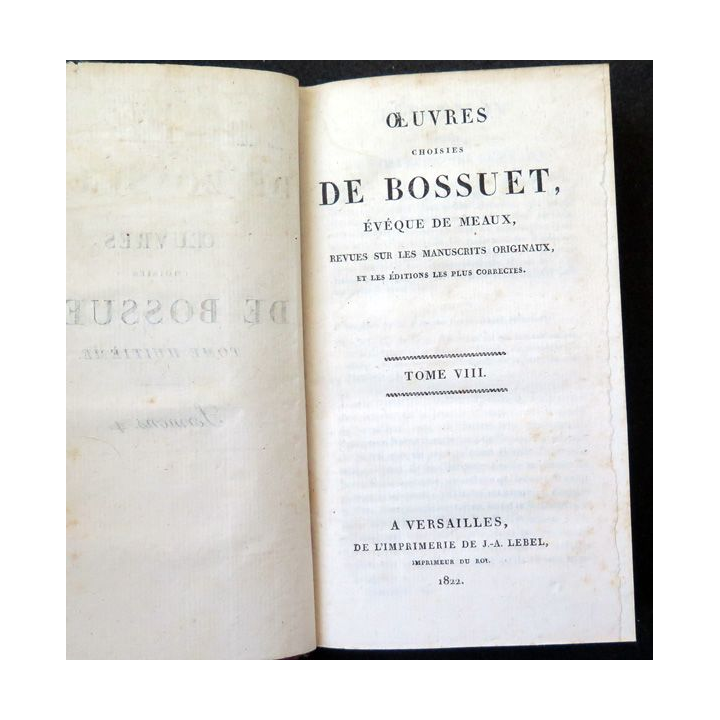 ŒUVRES
CHOISIES
DE BOSSUET,
ÉVÊQUE DE MEAUX,
REVUES SUR LES MANUSCRITS ORIGINAUX,
ET LES ÉDITIONS LES PLUS CORRECTES.
TOME VIII.
A VERSAILLES,
DE L'IMPRIMERIE DE J.-A. LEBEL,
IMPRIMEUR DU ROI.
1822.